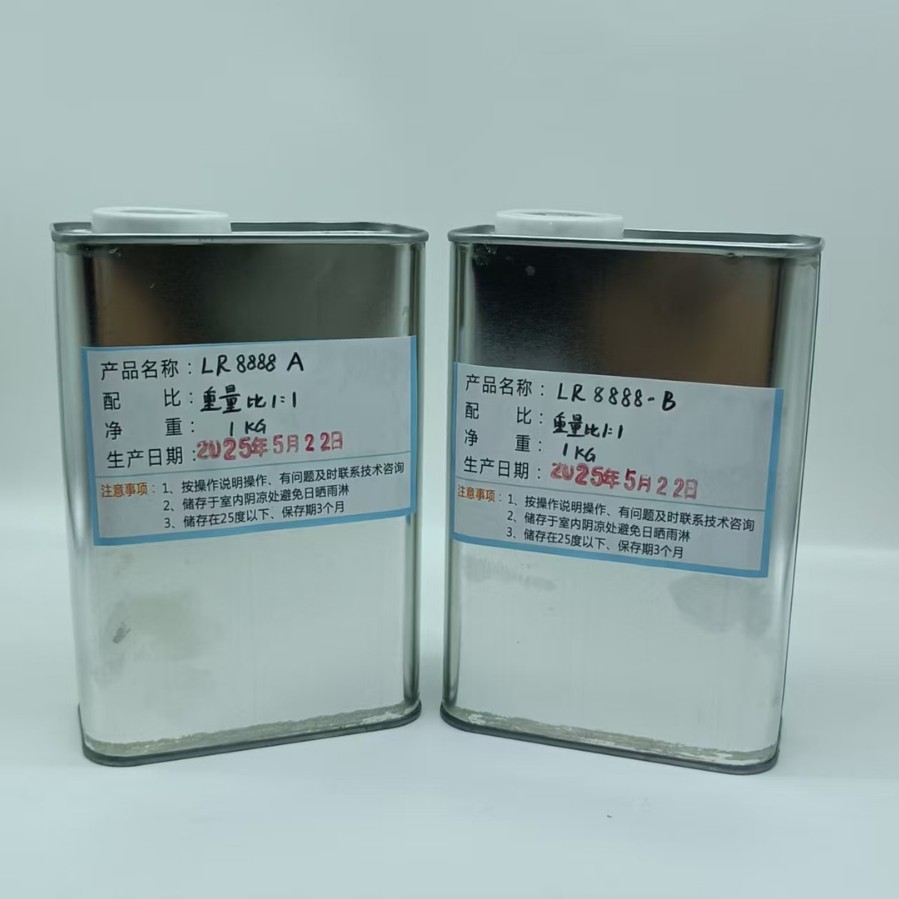 产品名称：LR 8888 A
配 比：重量比1:1
净 重：1 KG
生产日期：2025年5月22日
注意事项：1、按操作说明操作、有问题及时联系技术咨询
2、储存于室内阴凉处避免日晒雨淋
3、储存在25度以下、保存期3个月
产品名称：LR 8888-B
配 比：重量比1:1
净 重：1KG
生产日期：2025年5月22日
注意事项：1、按操作说明操作、有问题及时联系技术咨询
2、储存于室内阴凉处避免日晒雨淋
3、储存在25度以下、保存期3个月